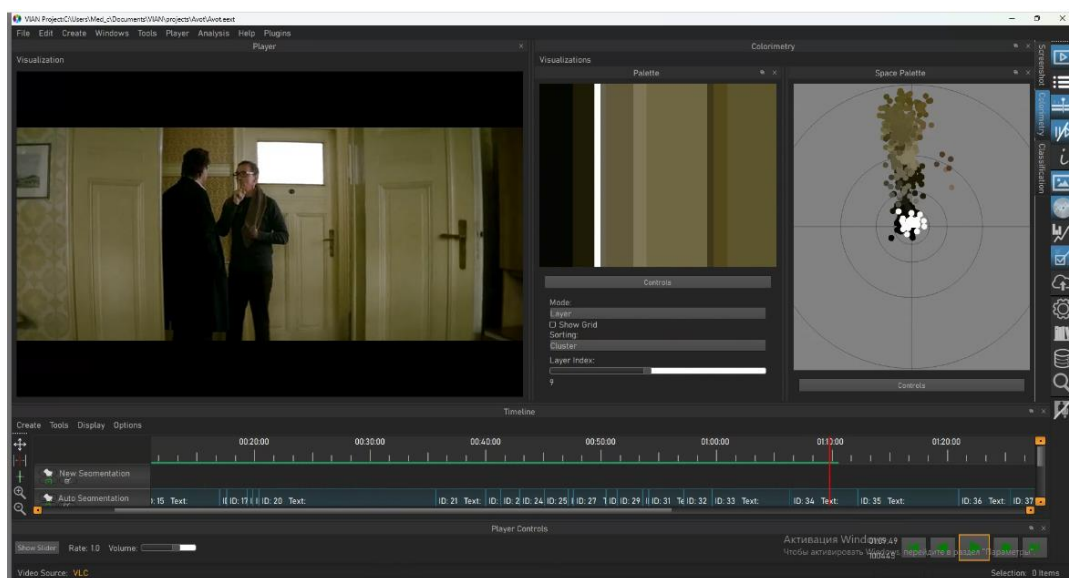 VIAN Project:C:\Users\Med_c\Documents\VIAN\projects\Avot\Avot.eext
File Edit Create Windows Tools Player Analysis Help Plugins
Player
Colorimetry
Visualization
Visualizations
Palette
Space Palette
Screenshot
Colorimetry
Classification
Controls
Mode:
Layer
Show Grid
Sorting:
Cluster
Layer Index:
9
Controls
Timeline
Create Tools Display Options
00:20:00 00:30:00 00:40:00 00:50:00 01:00:00 01:10:00 01:20:00
New Segmentation
Auto Segmentation
ID: 20 Text: ID: 21 Text: ID: 24 ID: 25 ID: 27 ID: 29 ID: 31 ID: 32 ID: 33 Text: ID: 34 Text: ID: 35 Text: ID: 36 Text: ID: 37
Player Controls
Show Slider Rate: 1.0 Volume:
Активация Windows
01:09:49
Чтобы активировать Windows, перейдите в раздел "Параметры".
Video Source: VLC
Selection: 0 Items